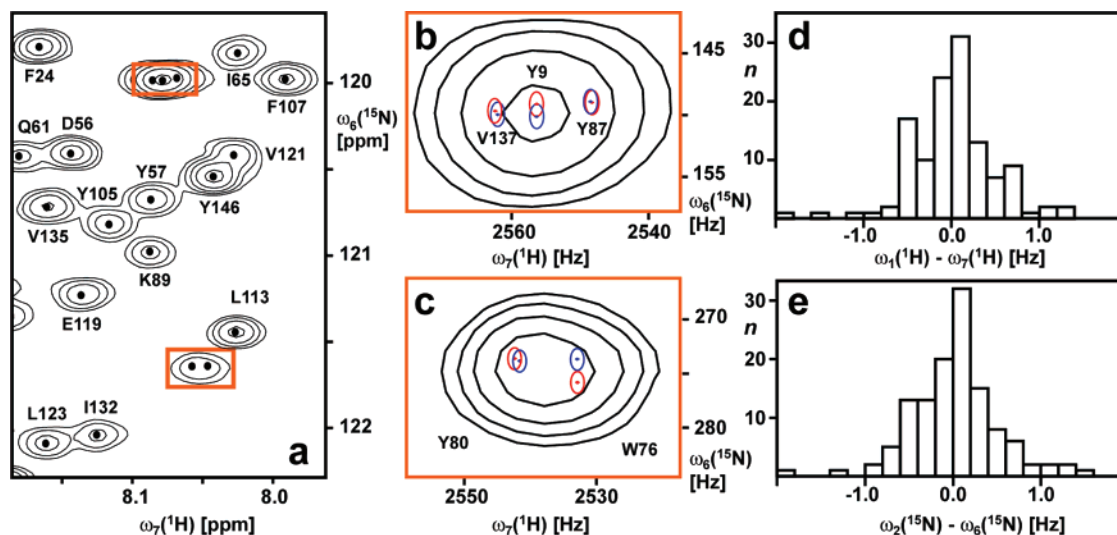 a
F24
I65
F107
Q61 D56
V121
Y57
Y105
Y146
V135
K89
E119
L113
L123 I132
120
121
122
ω₆(¹⁵N)
[ppm]
8.1 8.0
ω₇(¹H) [ppm]
b
Y9
V137
Y87
145
155
ω₆(¹⁵N)
[Hz]
2560 2540
ω₇(¹H) [Hz]
c
Y80
W76
270
280
ω₆(¹⁵N)
[Hz]
2550 2530
ω₇(¹H) [Hz]
d
30
n
20
10
-1.0 0.0 1.0
ω₁(¹H) - ω₇(¹H) [Hz]
e
30
n
20
10
-1.0 0.0 1.0
ω₂(¹⁵N) - ω₆(¹⁵N) [Hz]